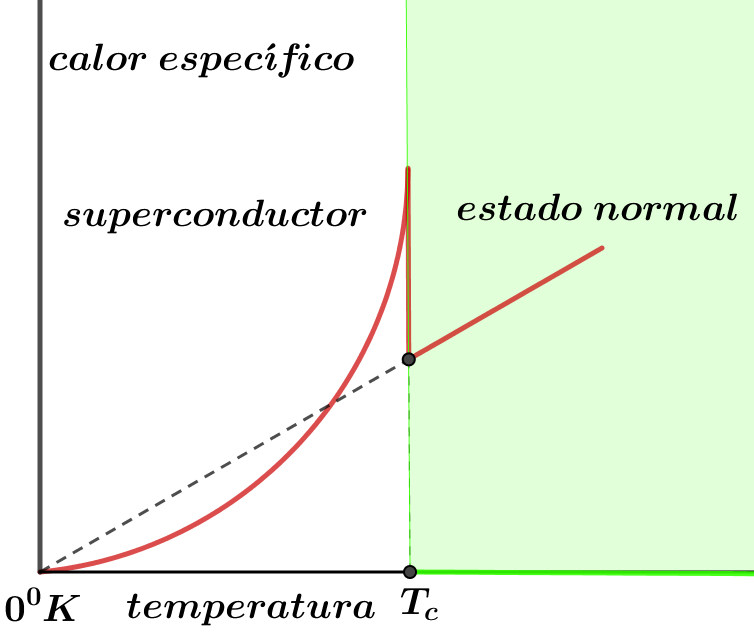 calor específico
superconductor
estado normal
0⁰K
temperatura
T_c